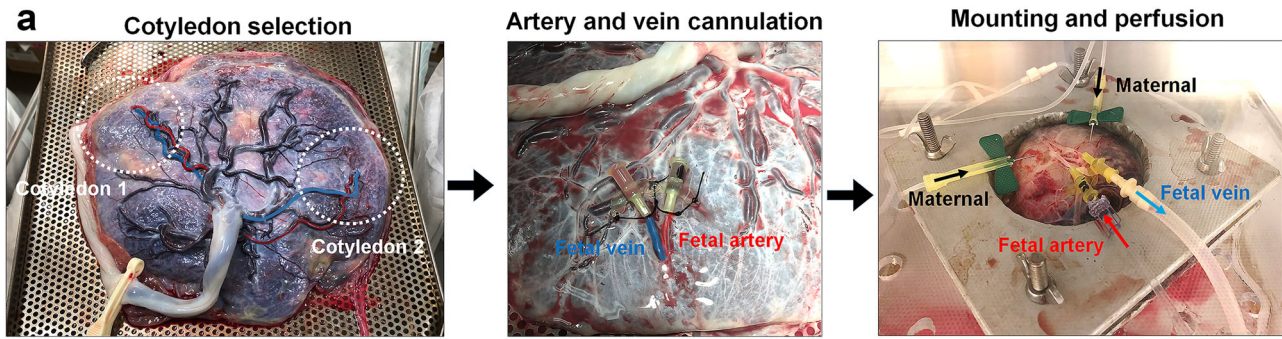 a
Cotyledon selection
Cotyledon 1
Cotyledon 2
Artery and vein cannulation
Fetal vein
Fetal artery
Mounting and perfusion
Maternal
Maternal
Fetal vein
Fetal artery